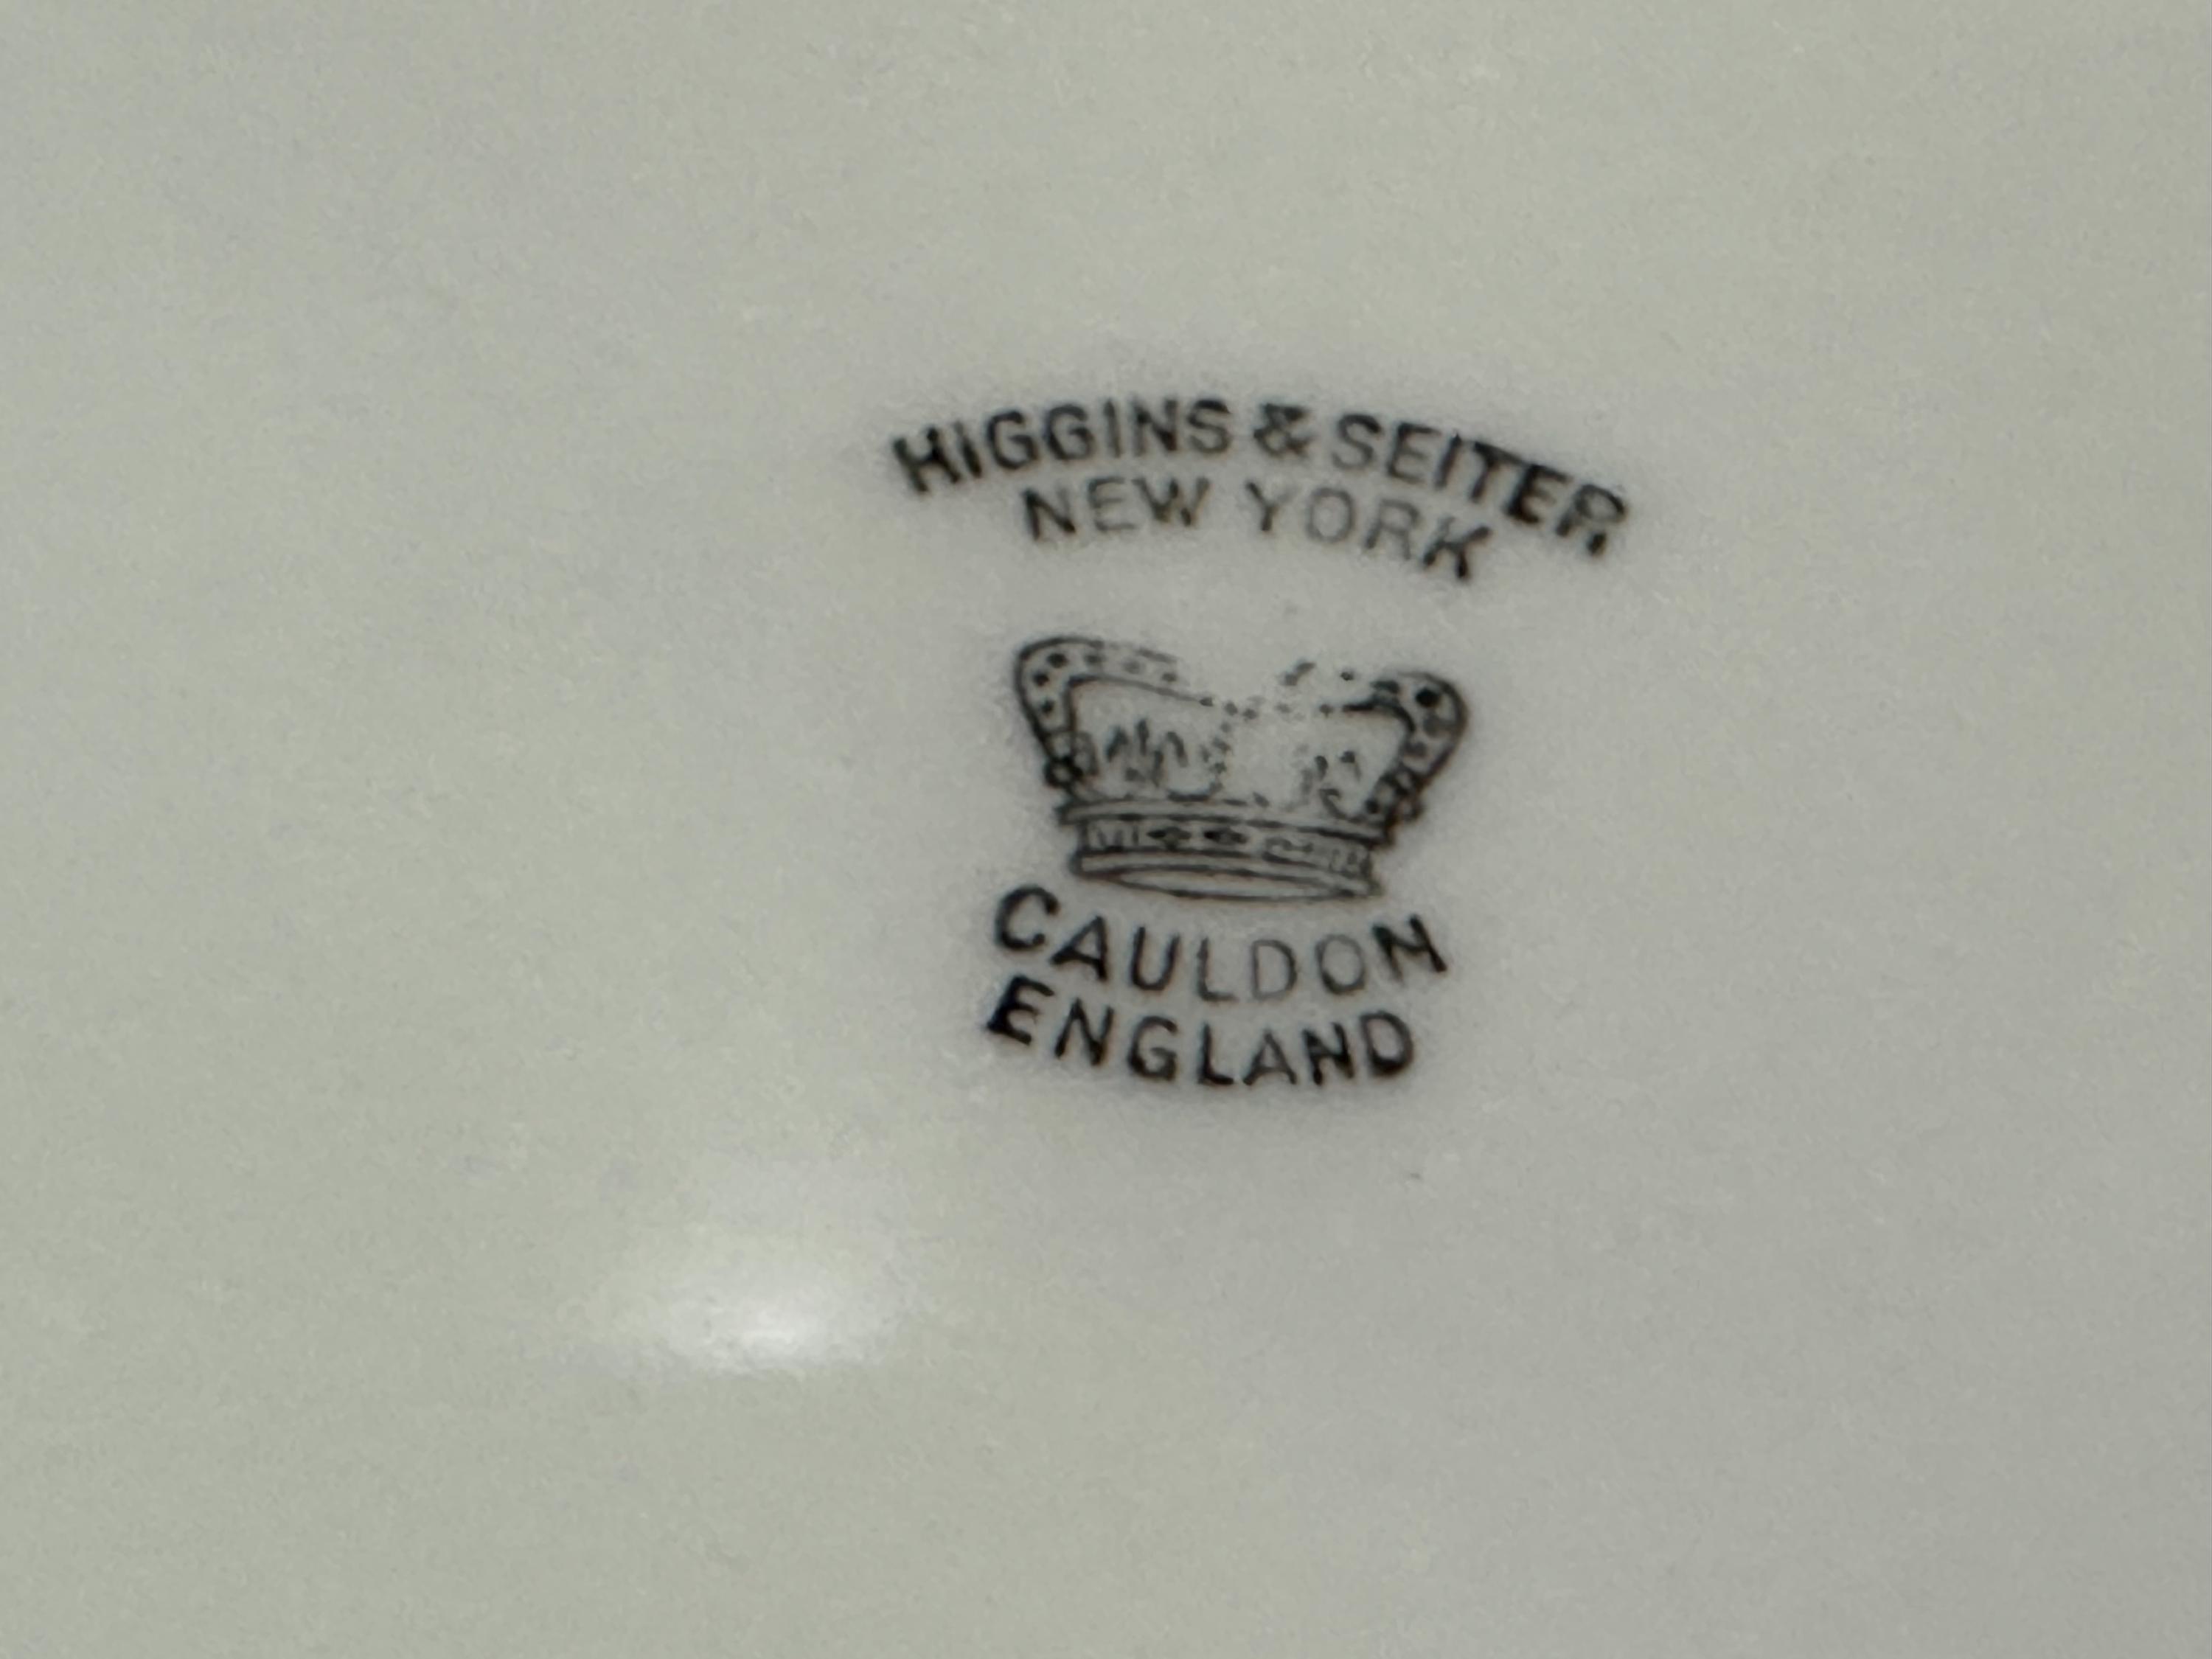 HIGGINS & SEITER
NEW YORK
CAULDON
ENGLAND